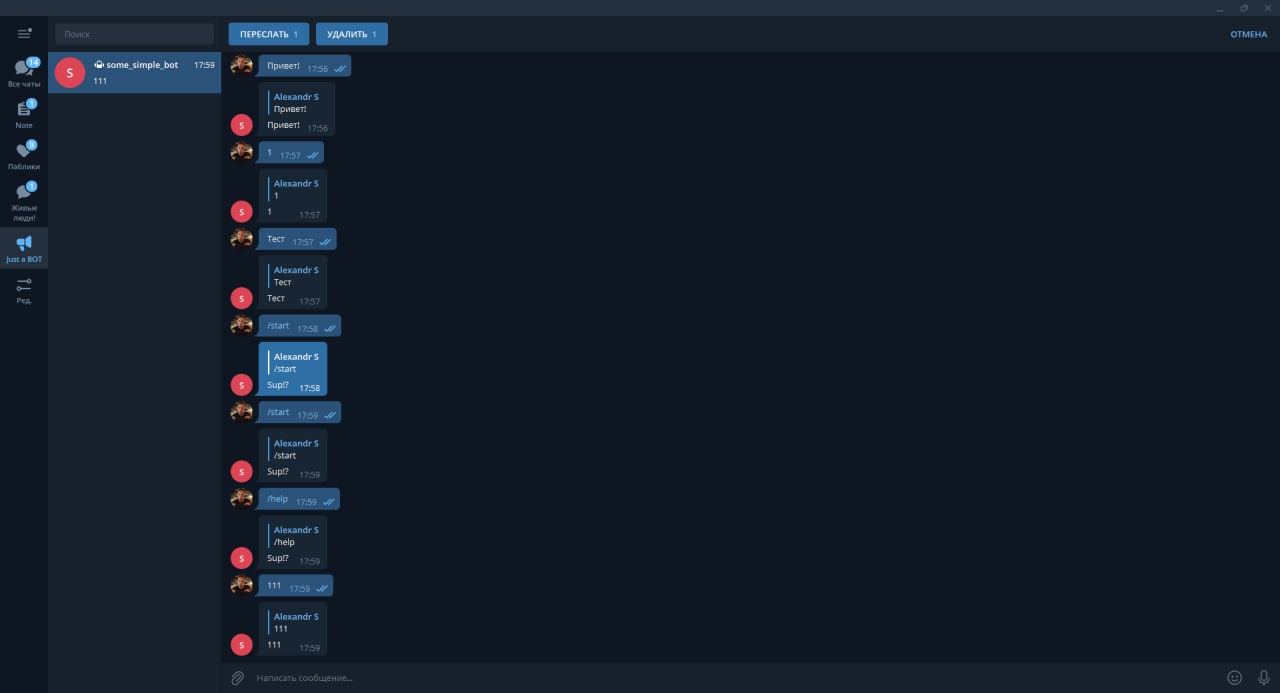 Поиск
ПЕРЕСЛАТЬ 1
УДАЛИТЬ 1
ОТМЕНА
14
Все чаты
1
Note
9
Паблики
1
Живые
люди!
Just a BOT
Ред.
S
some_simple_bot 17:59
111
Привет! 17:56
Alexandr S
Привет!
S
Привет! 17:56
1 17:57
Alexandr S
1
S
1 17:57
Тест 17:57
Alexandr S
Тест
S
Тест 17:57
/start 17:58
Alexandr S
/start
S
Sup!? 17:58
/start 17:59
Alexandr S
/start
S
Sup!? 17:59
/help 17:59
Alexandr S
/help
S
Sup!? 17:59
111 17:59
Alexandr S
111
S
111 17:59
Написать сообщение...